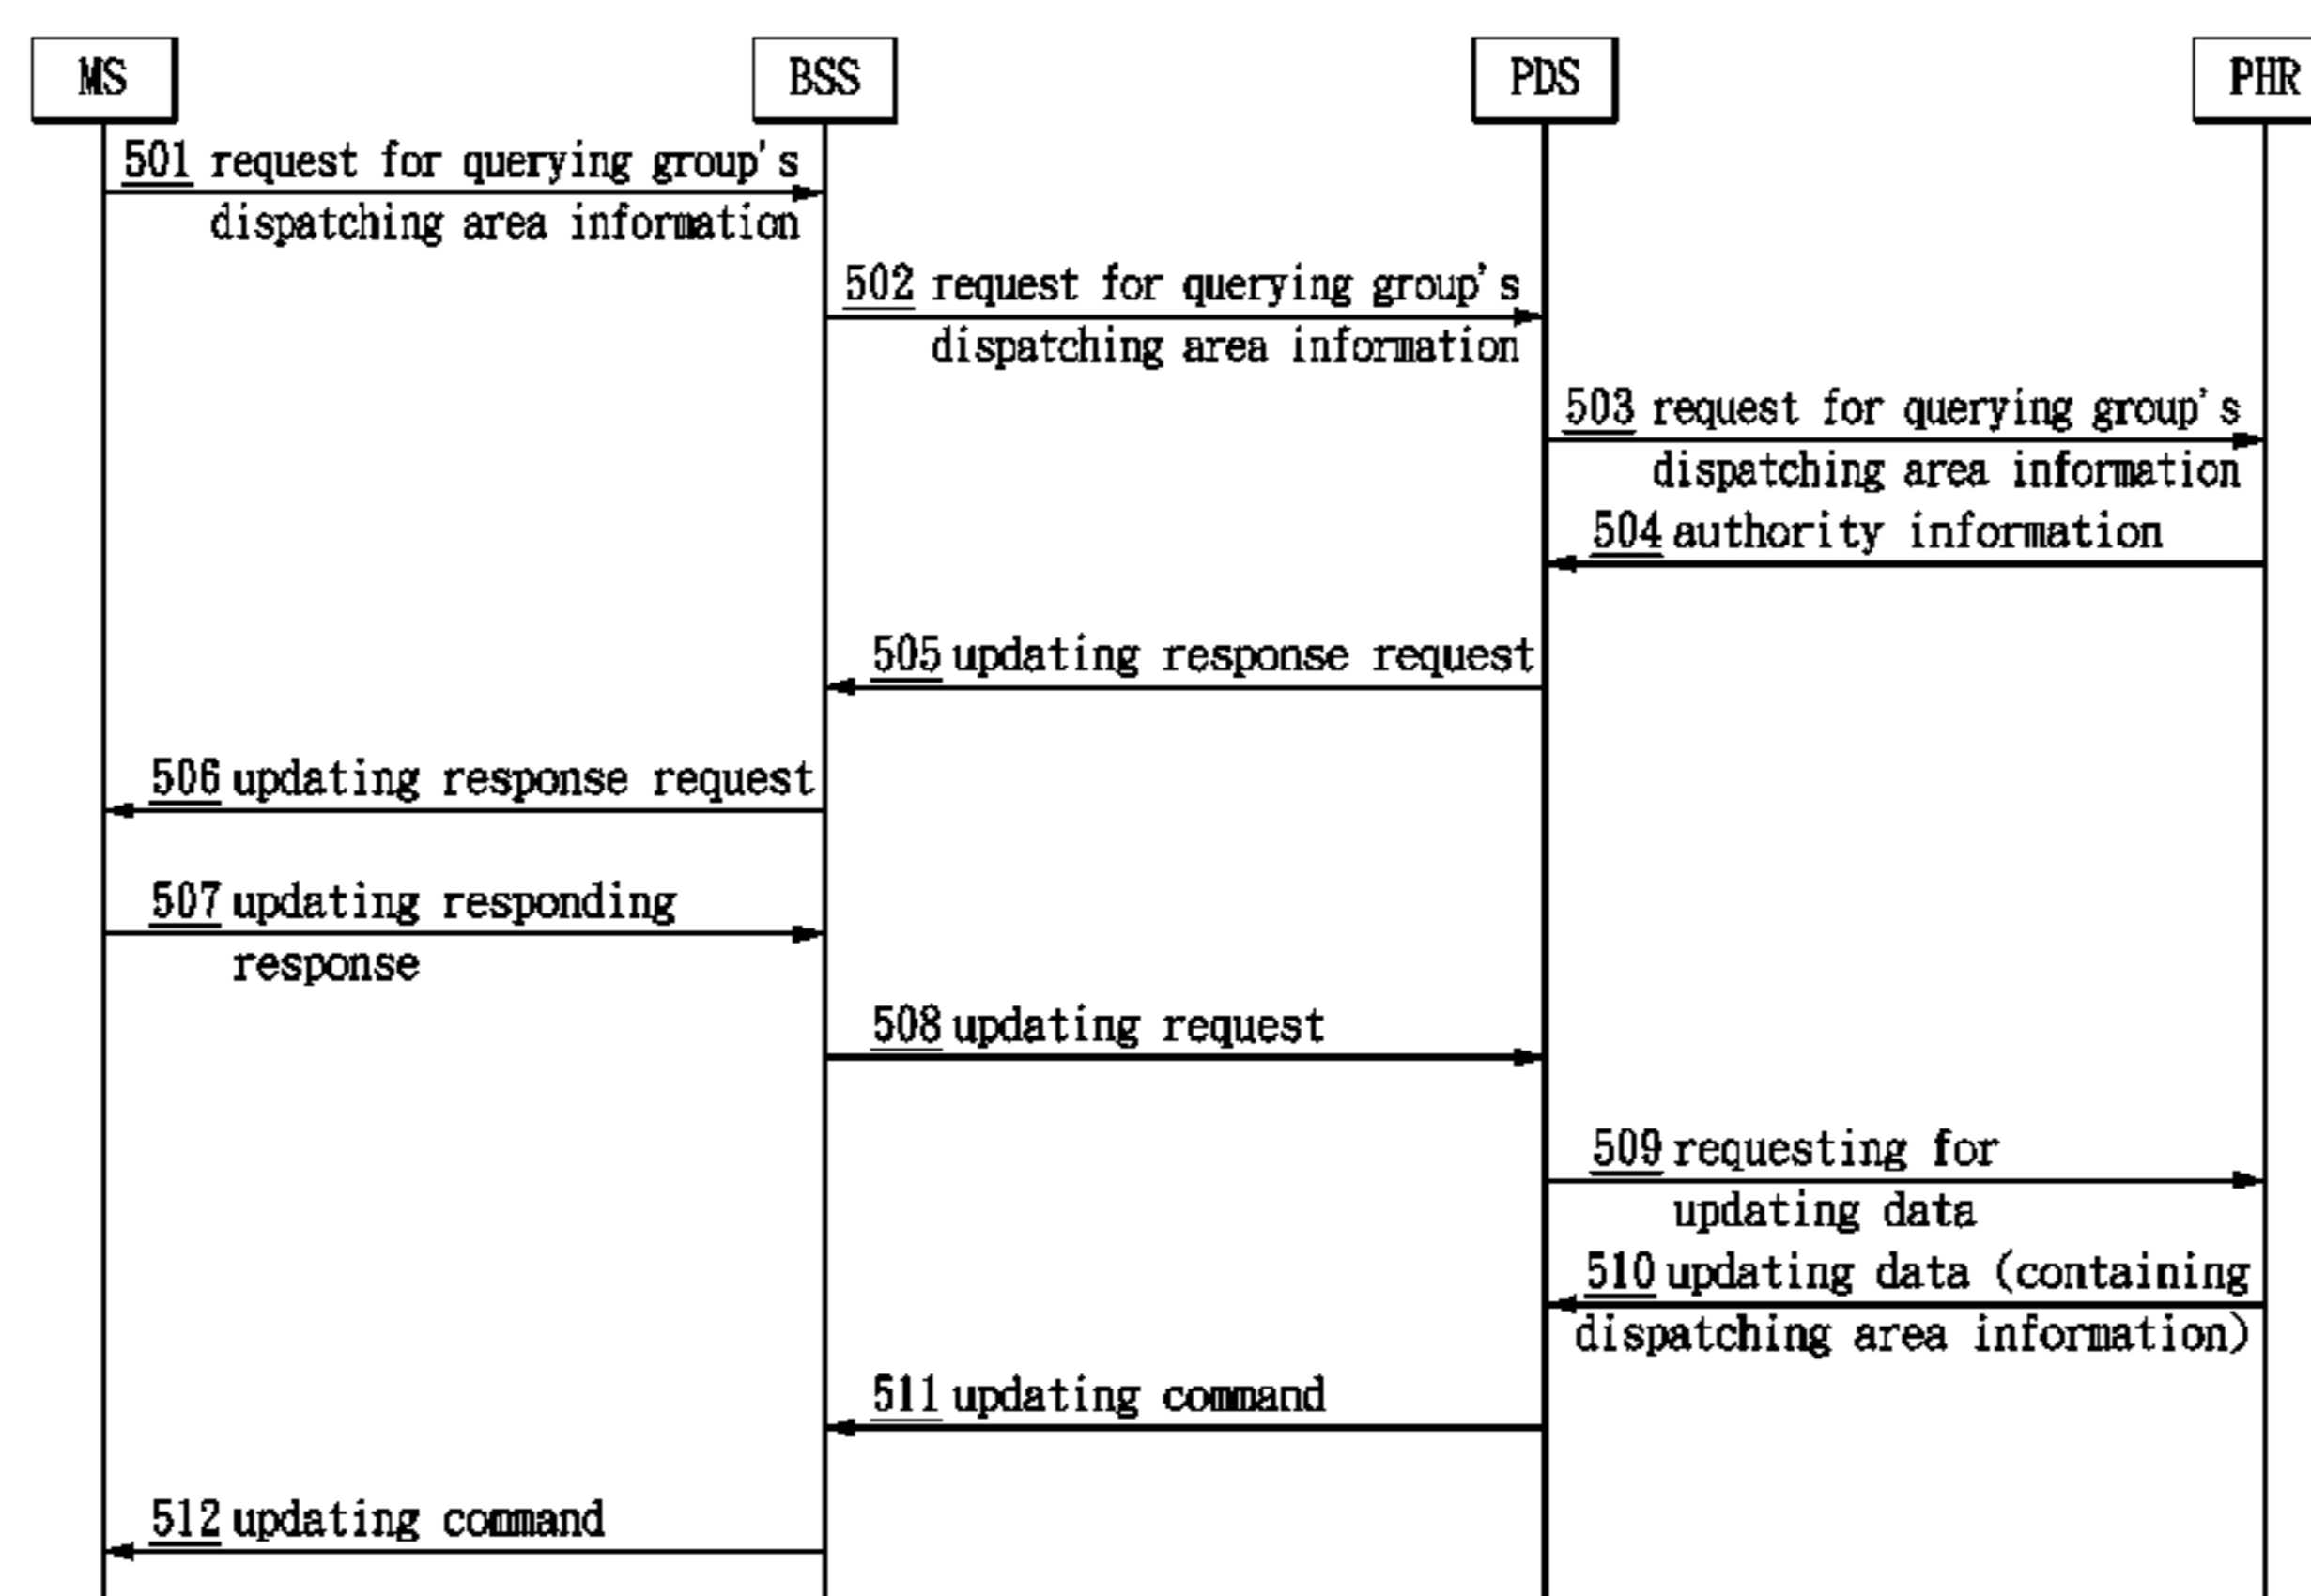 MS
BSS
PDS
PHR
501 request for querying group's
dispatching area information
502 request for querying group's
dispatching area information
503 request for querying group's
dispatching area information
504 authority information
505 updating response request
506 updating response request
507 updating responding
response
508 updating request
509 requesting for
updating data
510 updating data (containing
dispatching area information)
511 updating command
512 updating command